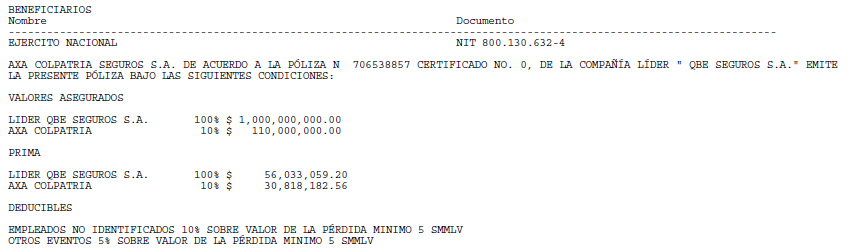 BENEFICIARIOS
Nombre Documento
------------------------------------------------------------------------------------------------------------------------
EJERCITO NACIONAL NIT 800.130.632-4
AXA COLPATRIA SEGUROS S.A. DE ACUERDO A LA PÓLIZA N 706538857 CERTIFICADO NO. 0, DE LA COMPAÑÍA LÍDER " QBE SEGUROS S.A." EMITE
LA PRESENTE PÓLIZA BAJO LAS SIGUIENTES CONDICIONES:
VALORES ASEGURADOS
LIDER QBE SEGUROS S.A. 100% $ 1,000,000,000.00
AXA COLPATRIA 10% $ 110,000,000.00
PRIMA
LIDER QBE SEGUROS S.A. 100% $ 56,033,059.20
AXA COLPATRIA 10% $ 30,818,182.56
DEDUCIBLES
EMPLEADOS NO IDENTIFICADOS 10% SOBRE VALOR DE LA PÉRDIDA MINIMO 5 SMMLV
OTROS EVENTOS 5% SOBRE VALOR DE LA PÉRDIDA MINIMO 5 SMMLV